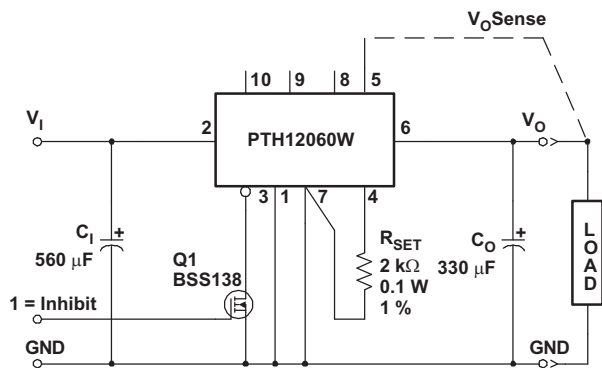 VOSense
10
9
8
5
VI
2
PTH12060W
6
VO
3
1
7
4
CI
560 μF
+
Q1
BSS138
RSET
2 kΩ
0.1 W
1 %
CO
330 μF
+
LOAD
1 = Inhibit
GND
GND